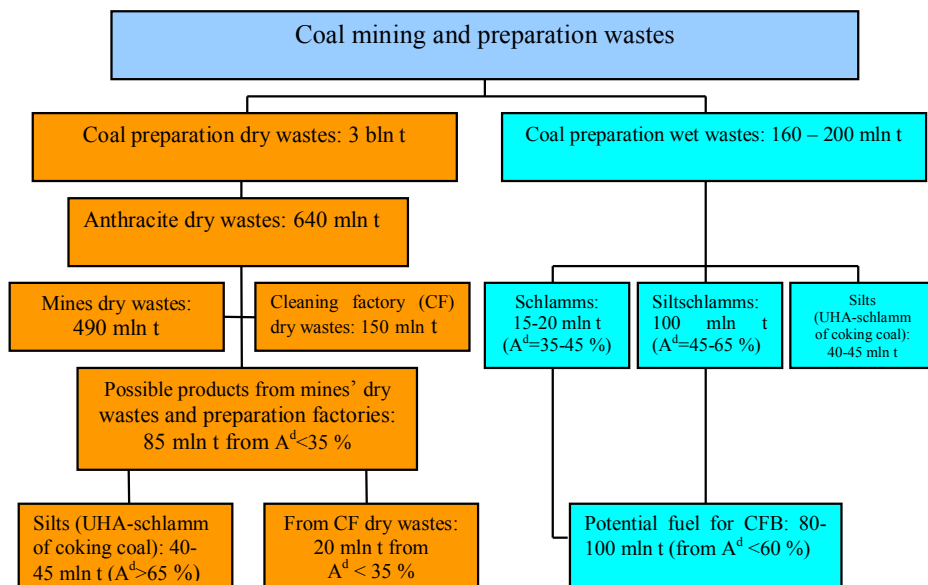 Coal mining and preparation wastes
Coal preparation dry wastes: 3 bln t
Coal preparation wet wastes: 160 – 200 mln t
Anthracite dry wastes: 640 mln t
Mines dry wastes:
490 mln t
Cleaning factory (CF)
dry wastes: 150 mln t
Schlamms:
15-20 mln t
(A^d=35-45 %)
Siltschlamms:
100 mln t
(A^d=45-65 %)
Silts
(UHA-schlamm
of coking coal):
40-45 mln t
Possible products from mines’ dry
wastes and preparation factories:
85 mln t from A^d<35 %
Silts (UHA-schlamm
of coking coal): 40-
45 mln t (A^d>65 %)
From CF dry wastes:
20 mln t from
A^d < 35 %
Potential fuel for CFB: 80-
100 mln t (from A^d <60 %)